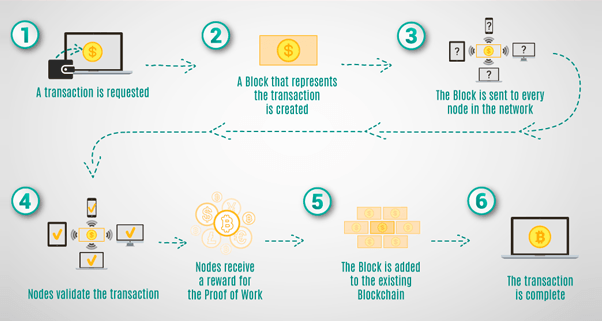 1
A transaction is requested
2
A Block that represents
the transaction
is created
3
The Block is sent to every
node in the network
4
Nodes validate the transaction
Nodes receive
a reward for
the Proof of Work
5
The Block is added
to the existing
Blockchain
6
The transaction
is complete